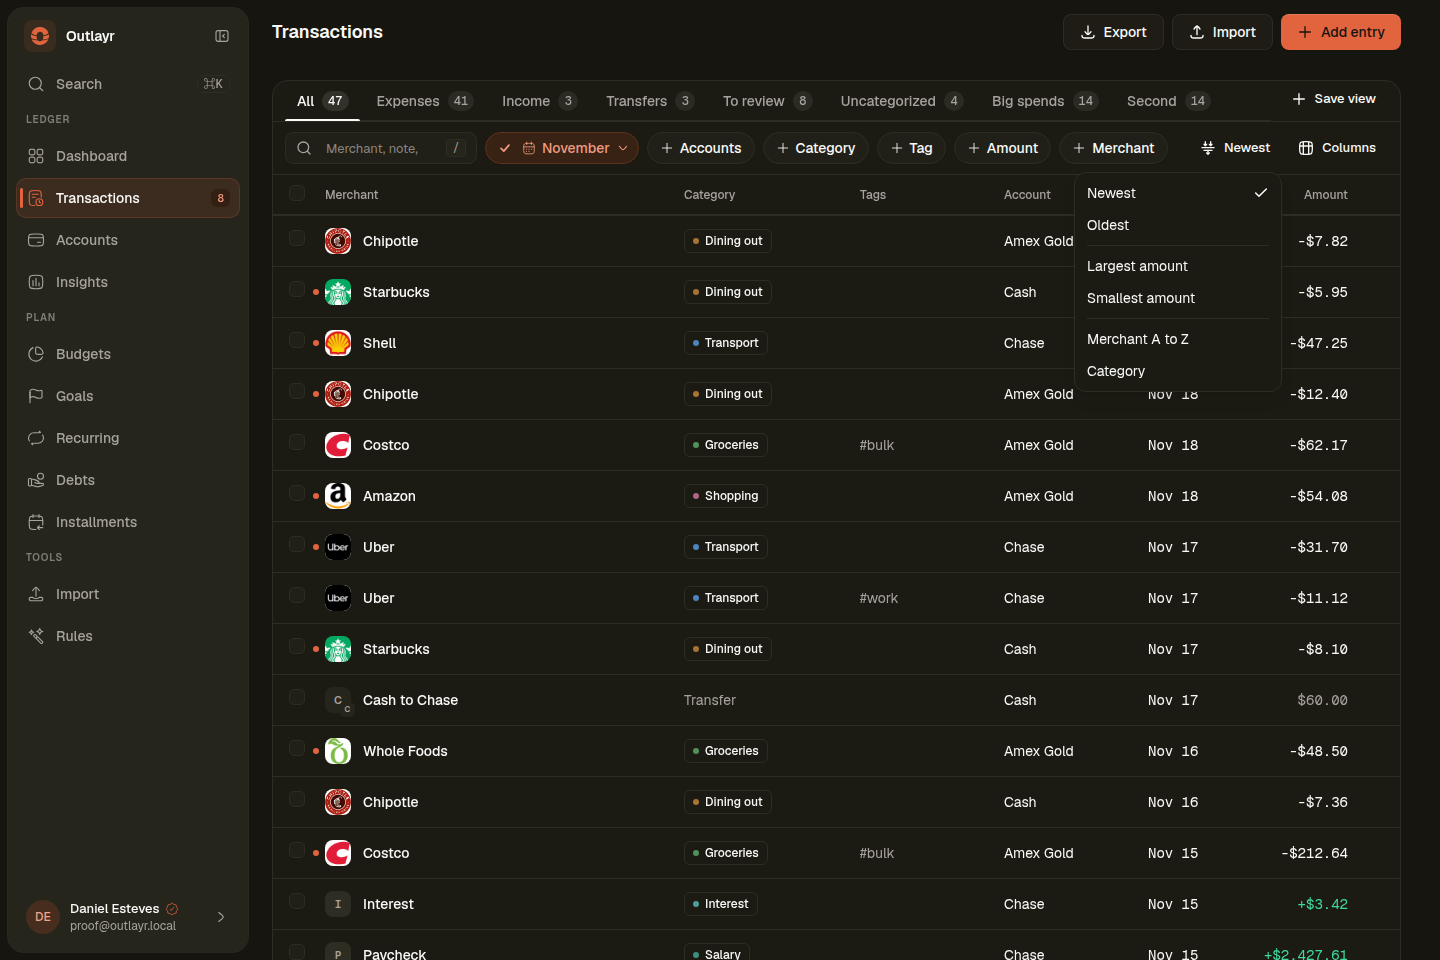 Outlayr
Search ⌘K
LEDGER
Dashboard
Transactions 8
Accounts
Insights
PLAN
Budgets
Goals
Recurring
Debts
Installments
TOOLS
Import
Rules
DE Daniel Esteves
proof@outlayr.local
Transactions
Export Import Add entry
All 47 Expenses 41 Income 3 Transfers 3 To review 8 Uncategorized 4 Big spends 14 Second 14 Save view
Merchant, note, / November Accounts Category Tag Amount Merchant Newest Columns
Merchant Category Tags Account Amount
Newest
Oldest
Largest amount
Smallest amount
Merchant A to Z
Category
Chipotle Dining out Amex Gold -$7.82
Starbucks Dining out Cash -$5.95
Shell Transport Chase -$47.25
Chipotle Dining out Amex Gold Nov 18 -$12.40
Costco Groceries #bulk Amex Gold Nov 18 -$62.17
a Amazon Shopping Amex Gold Nov 18 -$54.08
Uber Uber Transport Chase Nov 17 -$31.70
Uber Uber Transport #work Chase Nov 17 -$11.12
Starbucks Dining out Cash Nov 17 -$8.10
C C Cash to Chase Transfer Cash Nov 17 $60.00
Whole Foods Groceries Amex Gold Nov 16 -$48.50
Chipotle Dining out Cash Nov 16 -$7.36
Costco Groceries #bulk Amex Gold Nov 15 -$212.64
I Interest Interest Chase Nov 15 +$3.42
P Paycheck Salary Chase Nov 15 +$2,427.61